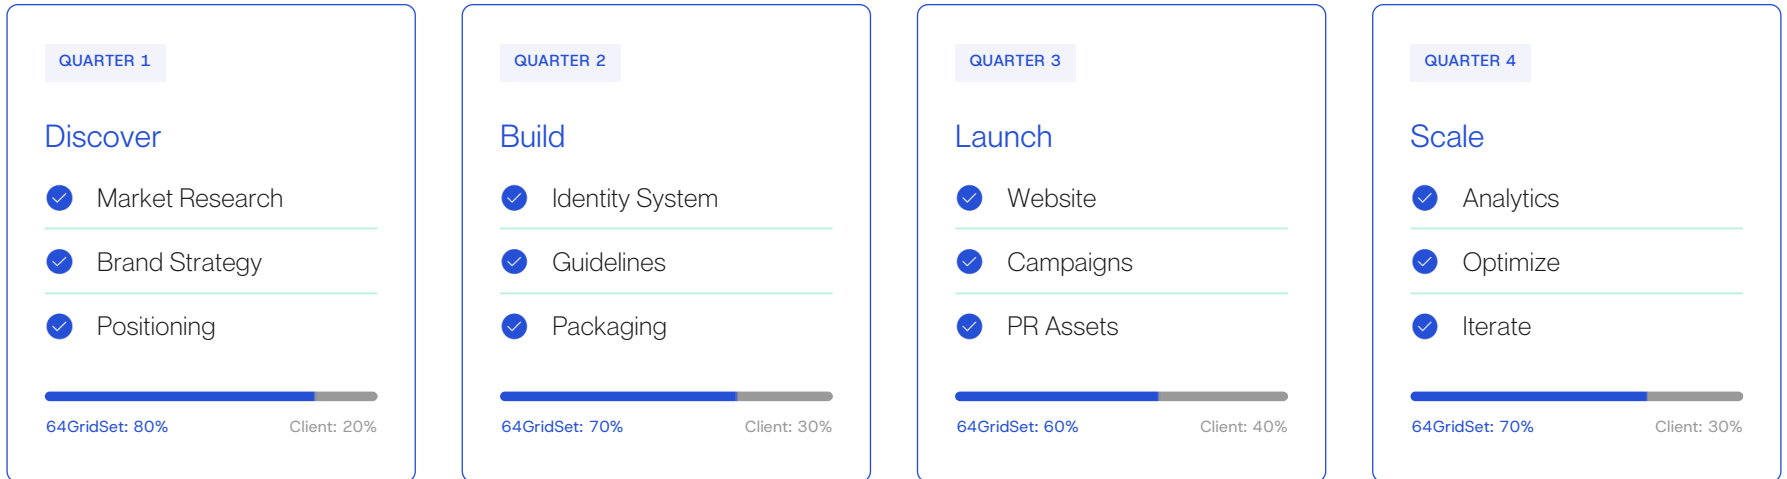 QUARTER 1
Discover
Market Research
Brand Strategy
Positioning
64GridSet: 80%
Client: 20%
QUARTER 2
Build
Identity System
Guidelines
Packaging
64GridSet: 70%
Client: 30%
QUARTER 3
Launch
Website
Campaigns
PR Assets
64GridSet: 60%
Client: 40%
QUARTER 4
Scale
Analytics
Optimize
Iterate
64GridSet: 70%
Client: 30%